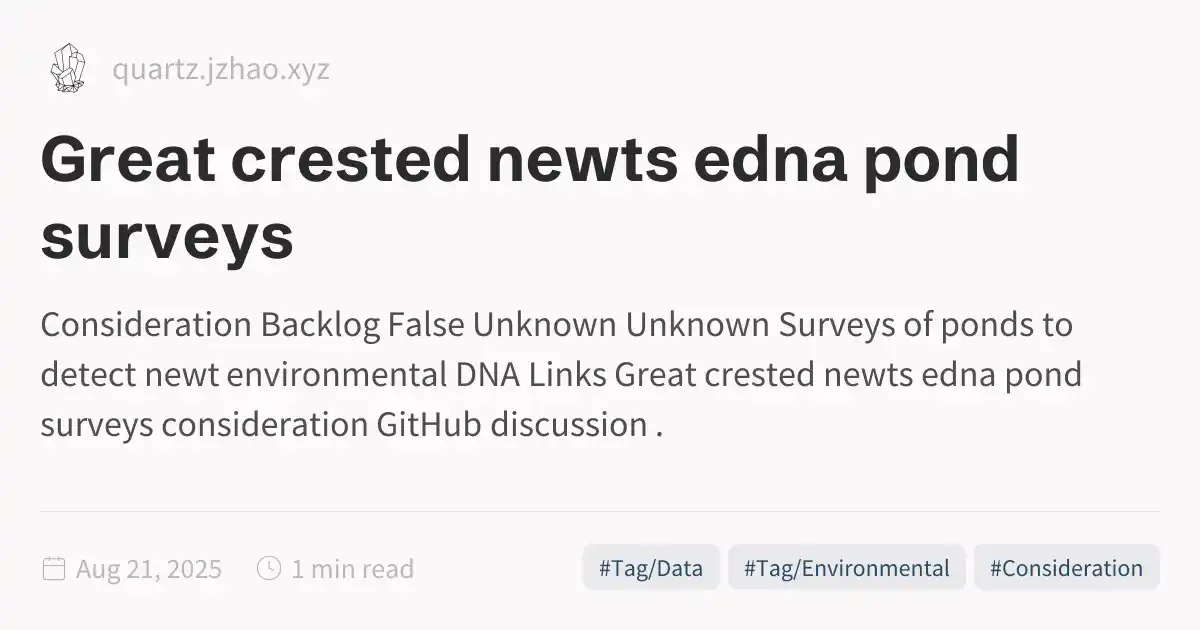 quartz.jzhao.xyz
Great crested newts edna pond
surveys
Consideration Backlog False Unknown Unknown Surveys of ponds to
detect newt environmental DNA Links Great crested newts edna pond
surveys consideration GitHub discussion .
Aug 21, 2025 1 min read #Tag/Data #Tag/Environmental #Consideration